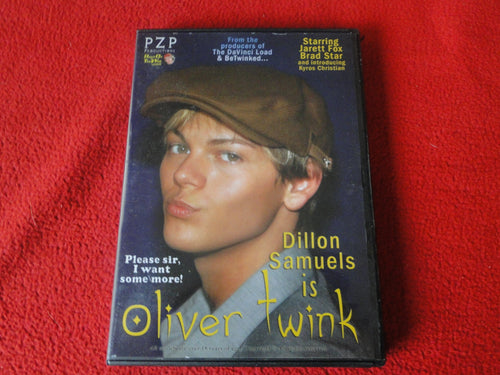 PZP
Productions
From the
producers of
The DaVinci Load
& BeTwinked...
Starring
Jarett Fox
Brad Star
and introducing
Kyros Christian
Please sir,
I want
some more!
Dillon
Samuels
is
Oliver Twink